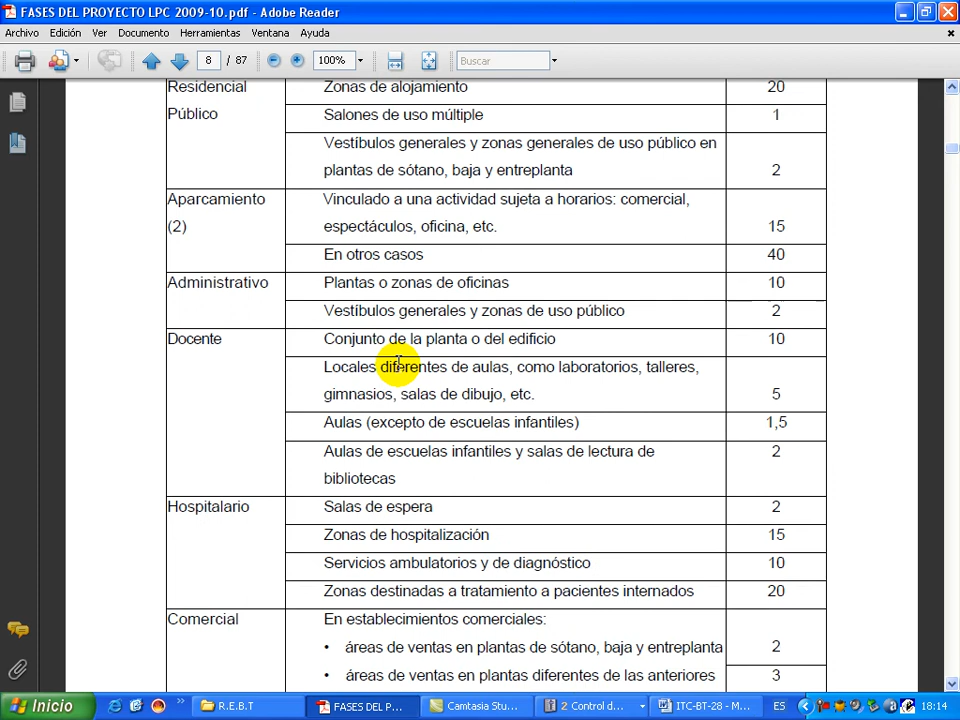 FASES DEL PROYECTO LPC 2009-10.pdf - Adobe Reader
Archivo Edición Ver Documento Herramientas Ventana Ayuda
8 / 87 100% Buscar
Residencial Zonas de alojamiento 20
Público Salones de uso múltiple 1
Vestíbulos generales y zonas generales de uso público en
plantas de sótano, baja y entreplanta 2
Aparcamiento Vinculado a una actividad sujeta a horarios: comercial,
(2) espectáculos, oficina, etc. 15
En otros casos 40
Administrativo Plantas o zonas de oficinas 10
Vestíbulos generales y zonas de uso público 2
Docente Conjunto de la planta o del edificio 10
Locales diferentes de aulas, como laboratorios, talleres,
gimnasios, salas de dibujo, etc. 5
Aulas (excepto de escuelas infantiles) 1,5
Aulas de escuelas infantiles y salas de lectura de 2
bibliotecas
Hospitalario Salas de espera 2
Zonas de hospitalización 15
Servicios ambulatorios y de diagnóstico 10
Zonas destinadas a tratamiento a pacientes internados 20
Comercial En establecimientos comerciales:
• áreas de ventas en plantas de sótano, baja y entreplanta 2
• áreas de ventas en plantas diferentes de las anteriores 3
Inicio R.E.B.T FASES DEL P... Camtasia Stu... 2 Control d... ITC-BT-28 - M... ES 18:14